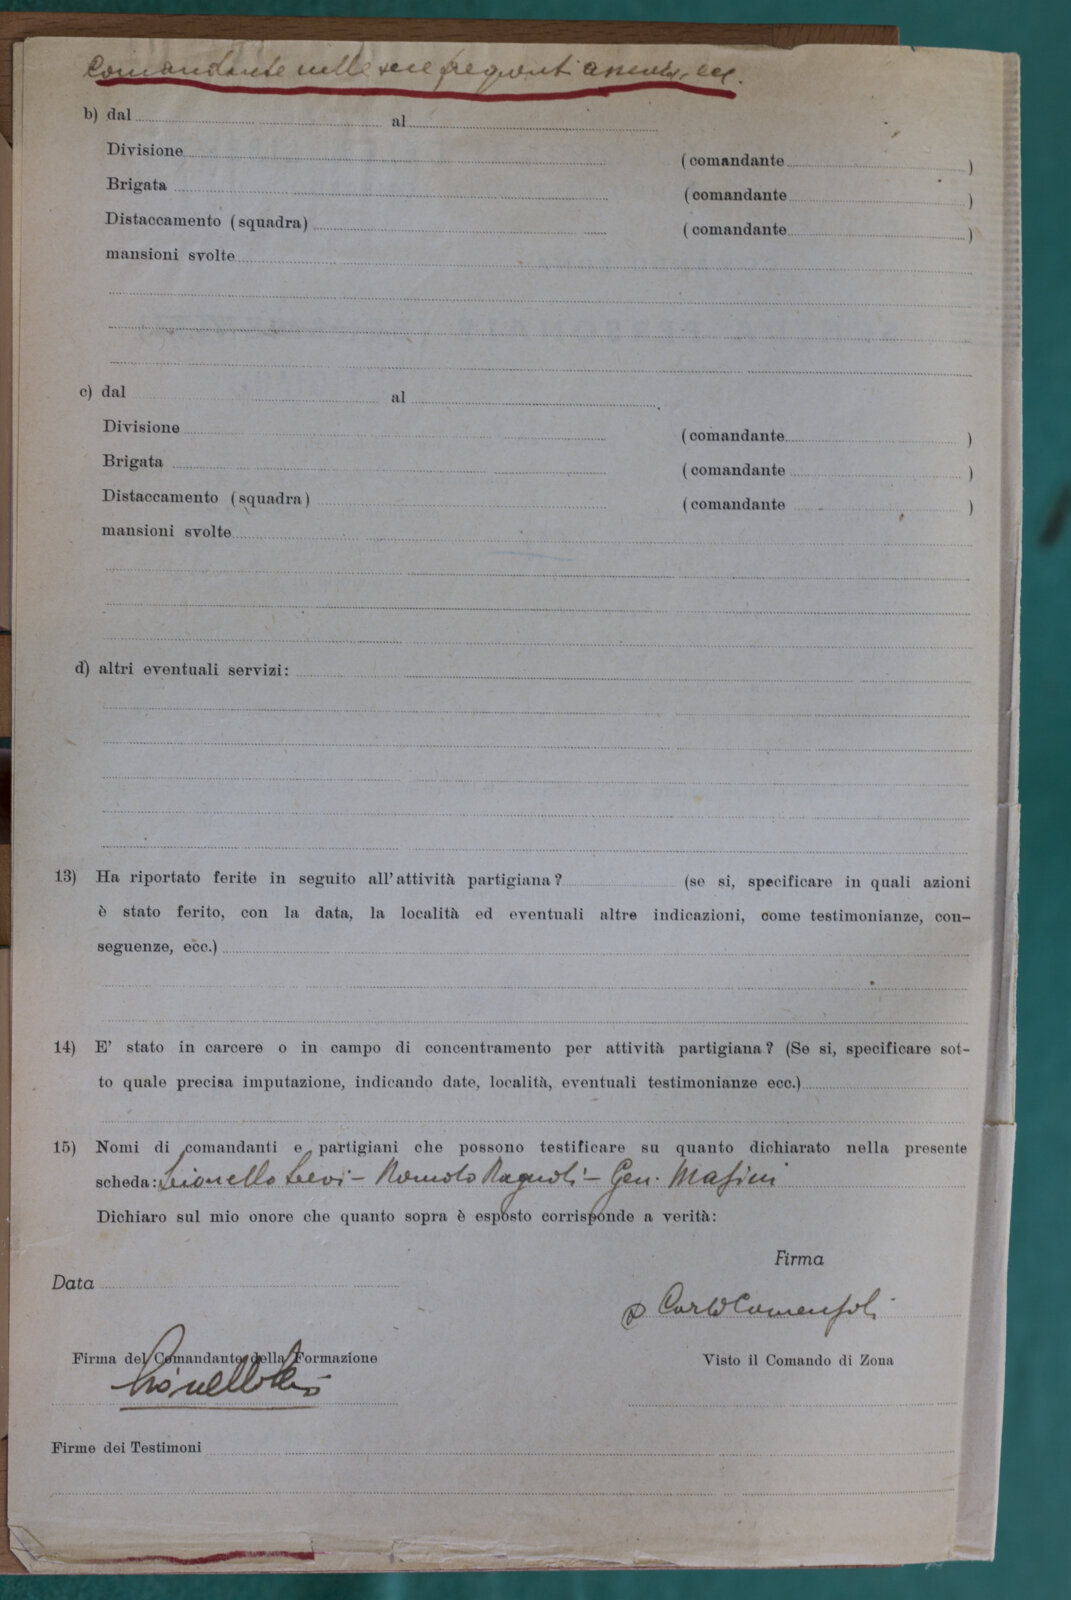 Comandante nelle sue frequenti assenze, ecc.
b) dal al
Divisione (comandante )
Brigata (comandante )
Distaccamento (squadra) (comandante )
mansioni svolte
c) dal al
Divisione (comandante )
Brigata (comandante )
Distaccamento (squadra) (comandante )
mansioni svolte
d) altri eventuali servizi:
13) Ha riportato ferite in seguito all'attività partigiana? (se si, specificare in quali azioni
è stato ferito, con la data, la località ed eventuali altre indicazioni, come testimonianze, con-
seguenze, ecc.)
14) E' stato in carcere o in campo di concentramento per attività partigiana? (Se si, specificare sot-
to quale precisa imputazione, indicando date, località, eventuali testimonianze ecc.)
15) Nomi di comandanti e partigiani che possono testificare su quanto dichiarato nella presente
scheda: Lionello Levi - Romolo Ragnoli - Gen. Masini
Dichiaro sul mio onore che quanto sopra è esposto corrisponde a verità:
Firma
Data
Carlo Comensoli
Firma del Comandante della Formazione Visto il Comando di Zona
Lionello Levi
Firme dei Testimoni